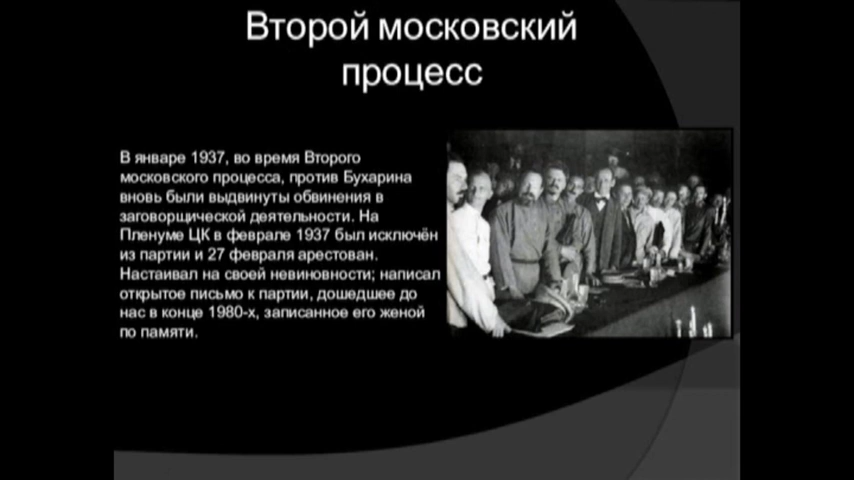 Второй московский
процесс
В январе 1937, во время Второго
московского процесса, против Бухарина
вновь были выдвинуты обвинения в
заговорщической деятельности. На
Пленуме ЦК в феврале 1937 был исключён
из партии и 27 февраля арестован.
Настаивал на своей невиновности; написал
открытое письмо к партии, дошедшее до
нас в конце 1980-х, записанное его женой
по памяти.